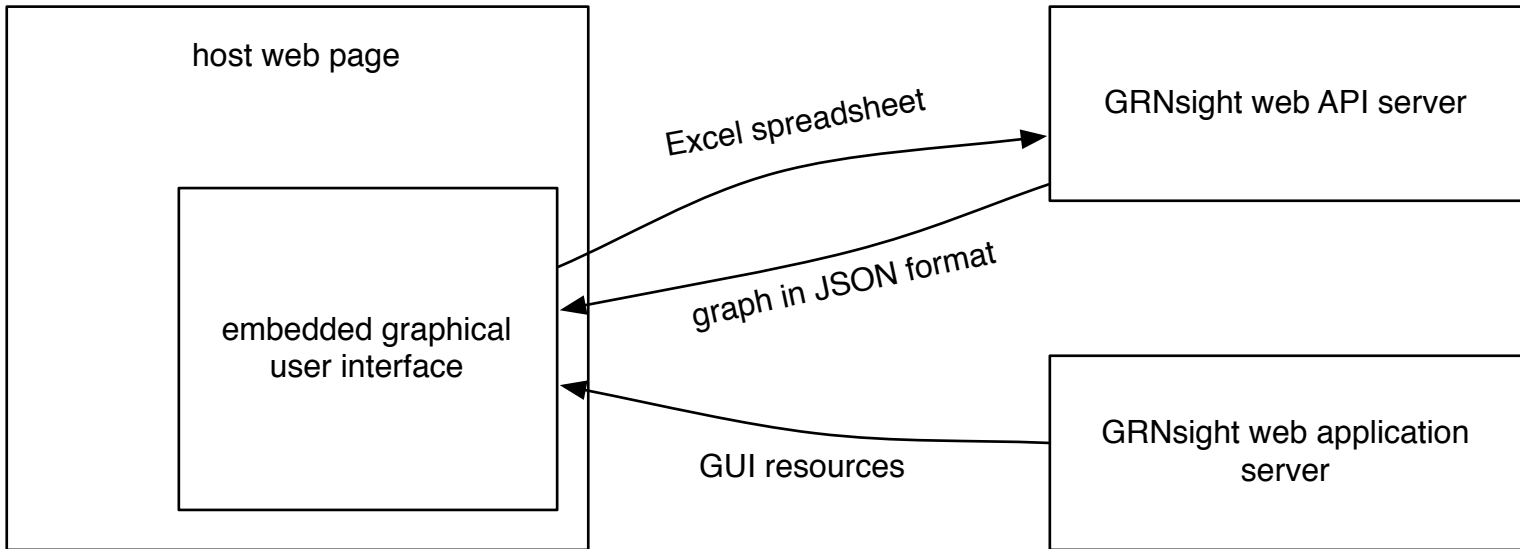 host web page
GRNsight web API server
Excel spreadsheet
graph in JSON format
embedded graphical
user interface
GUI resources
GRNsight web application
server